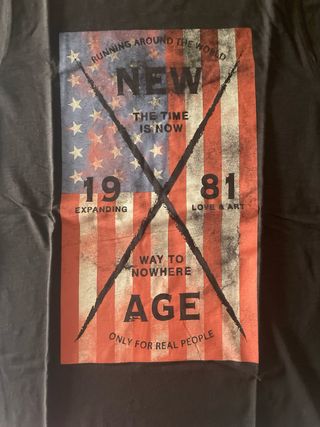 RUNNING AROUND THE WORLD
NEW
THE TIME
IS NOW
19 81
EXPANDING LOVE & ART
WAY TO
NOWHERE
AGE
ONLY FOR REAL PEOPLE